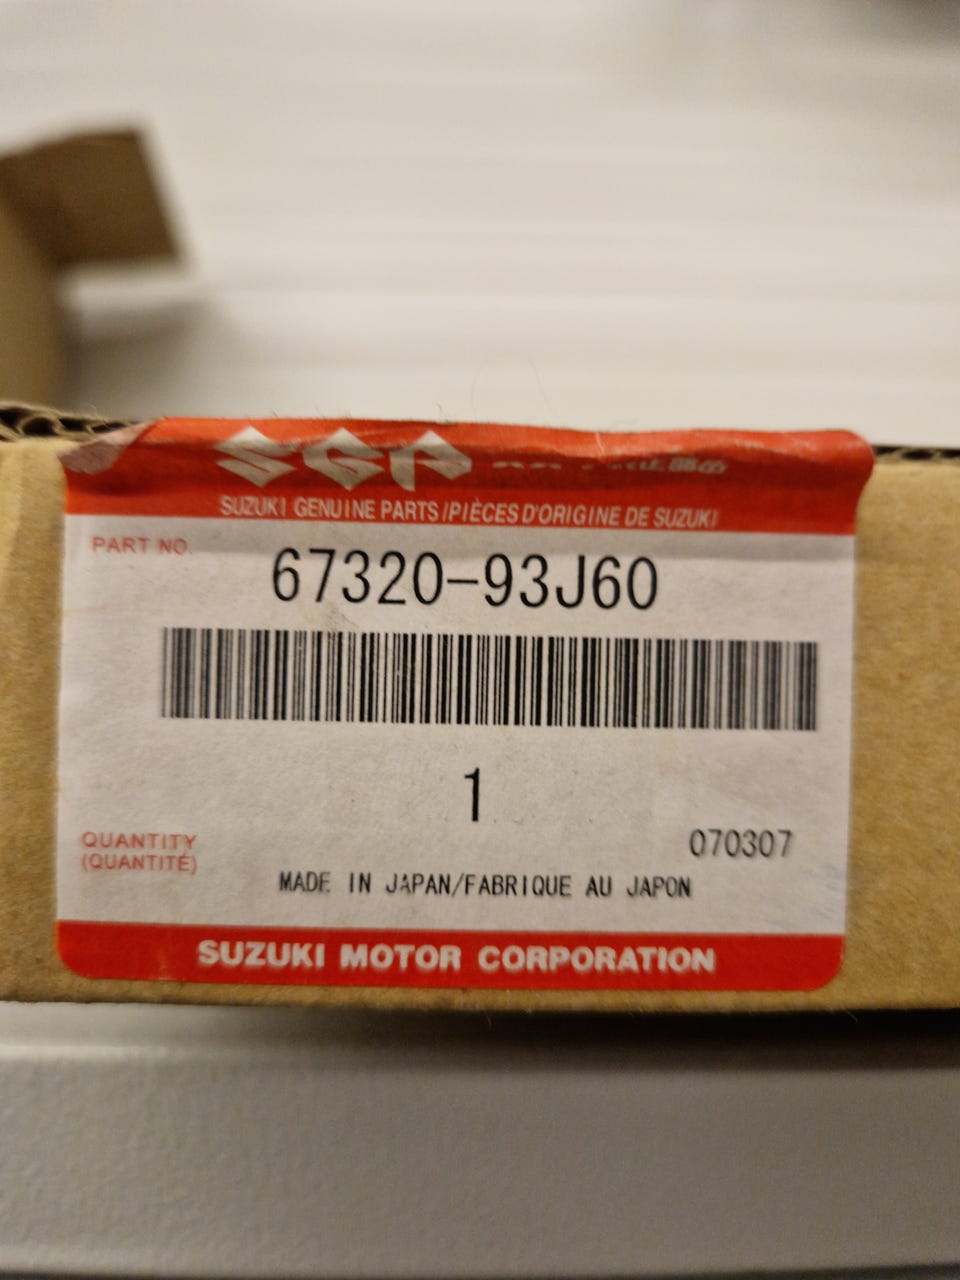 SGP
SUZUKI GENUINE PARTS/PIÈCES D'ORIGINE DE SUZUKI
PART NO.
67320-93J60
1
QUANTITY
(QUANTITÉ)
070307
MADE IN JAPAN/FABRIQUE AU JAPON
SUZUKI MOTOR CORPORATION